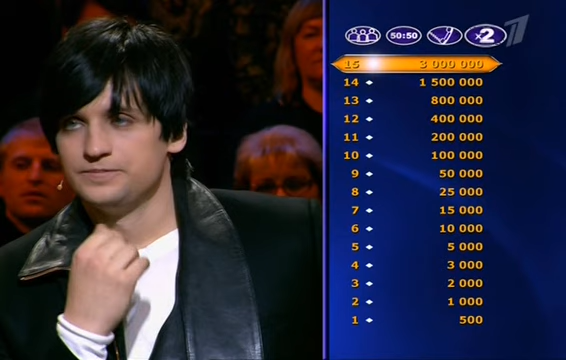 50:50 x2 1
15 3 000 000
14 1 500 000
13 800 000
12 400 000
11 200 000
10 100 000
9 50 000
8 25 000
7 15 000
6 10 000
5 5 000
4 3 000
3 2 000
2 1 000
1 500